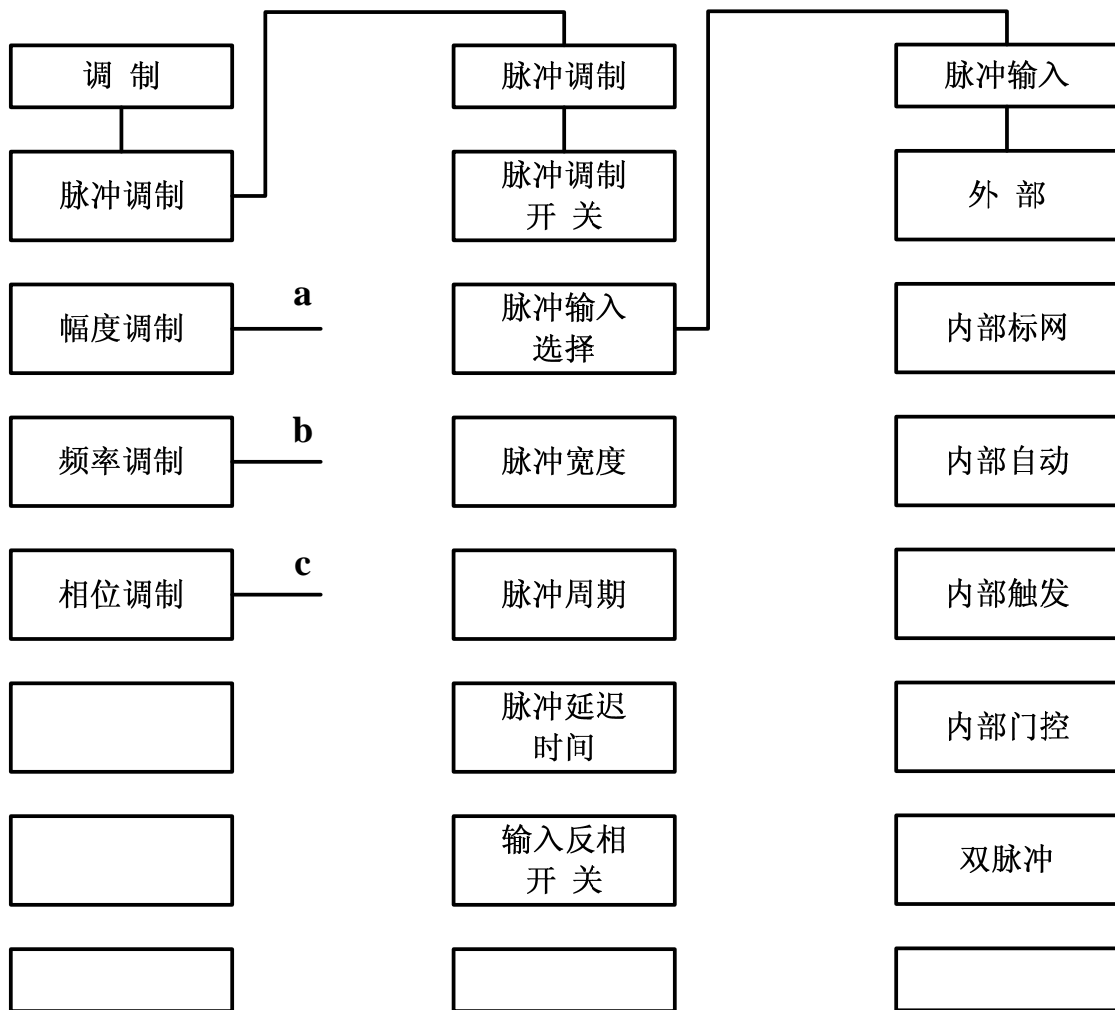 调 制
脉冲调制
幅度调制
a
频率调制
b
相位调制
c
脉冲调制
脉冲调制
开 关
脉冲输入
选择
脉冲宽度
脉冲周期
脉冲延迟
时间
输入反相
开 关
脉冲输入
外 部
内部标网
内部自动
内部触发
内部门控
双脉冲